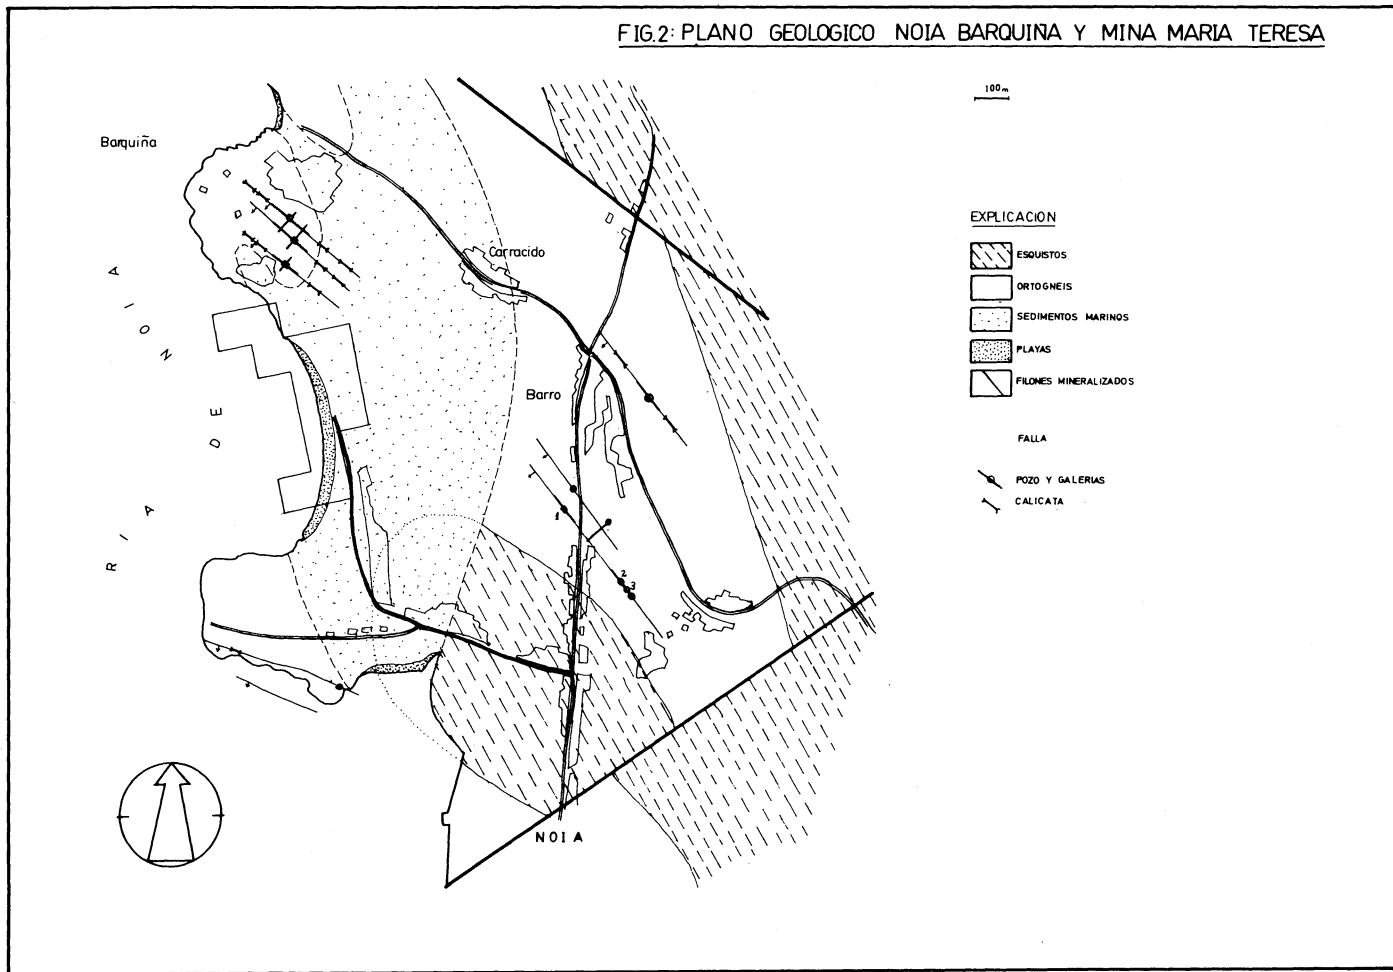 FIG.2: PLANO GEOLOGICO NOIA BARQUIÑA Y MINA MARIA TERESA
100m
Barquiña
Carracido
Barro
RIA DE NOIA
1
2
3
NOIA
EXPLICACION
ESQUISTOS
ORTOGNEIS
SEDIMENTOS MARINOS
PLAYAS
FILONES MINERALIZADOS
FALLA
POZO Y GALERIAS
CALICATA